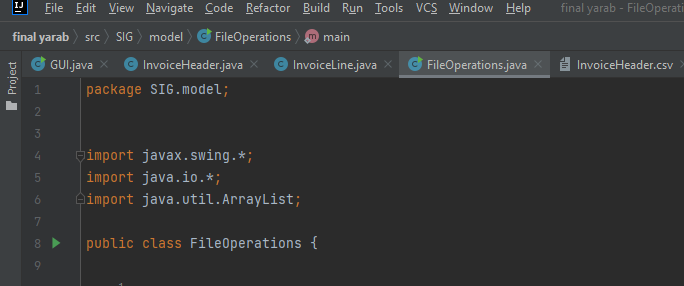 IJ File Edit View Navigate Code Refactor Build Run Tools VCS Window Help final yarab - FileOperati
final yarab > src > SIG > model > C FileOperations > m main
C GUI.java × C InvoiceHeader.java × C InvoiceLine.java × C FileOperations.java × InvoiceHeader.csv ×
Project
1 package SIG.model;
2
3
4 import javax.swing.*;
5 import java.io.*;
6 import java.util.ArrayList;
7
8 public class FileOperations {
9